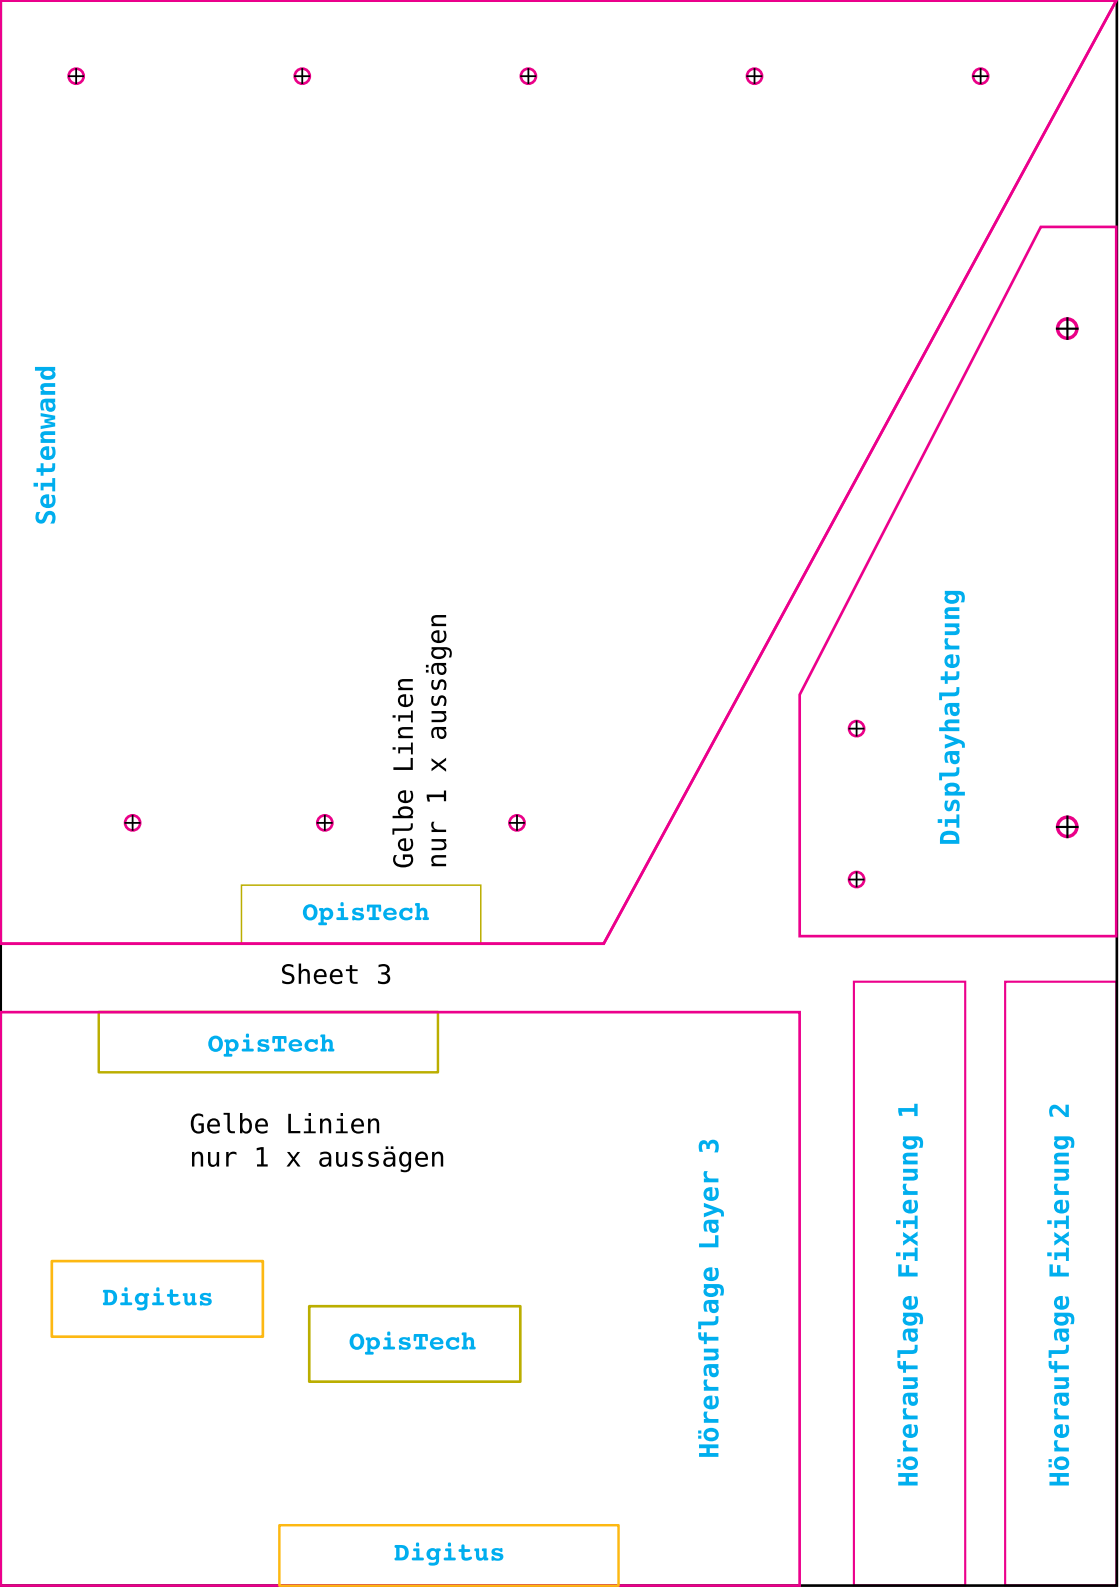 Seitenwand
Gelbe Linien
nur 1 x aussägen
Displayhalterung
OpisTech
Sheet 3
OpisTech
Gelbe Linien
nur 1 x aussägen
Hörerauflage Layer 3
Hörerauflage Fixierung 1
Hörerauflage Fixierung 2
Digitus
OpisTech
Digitus